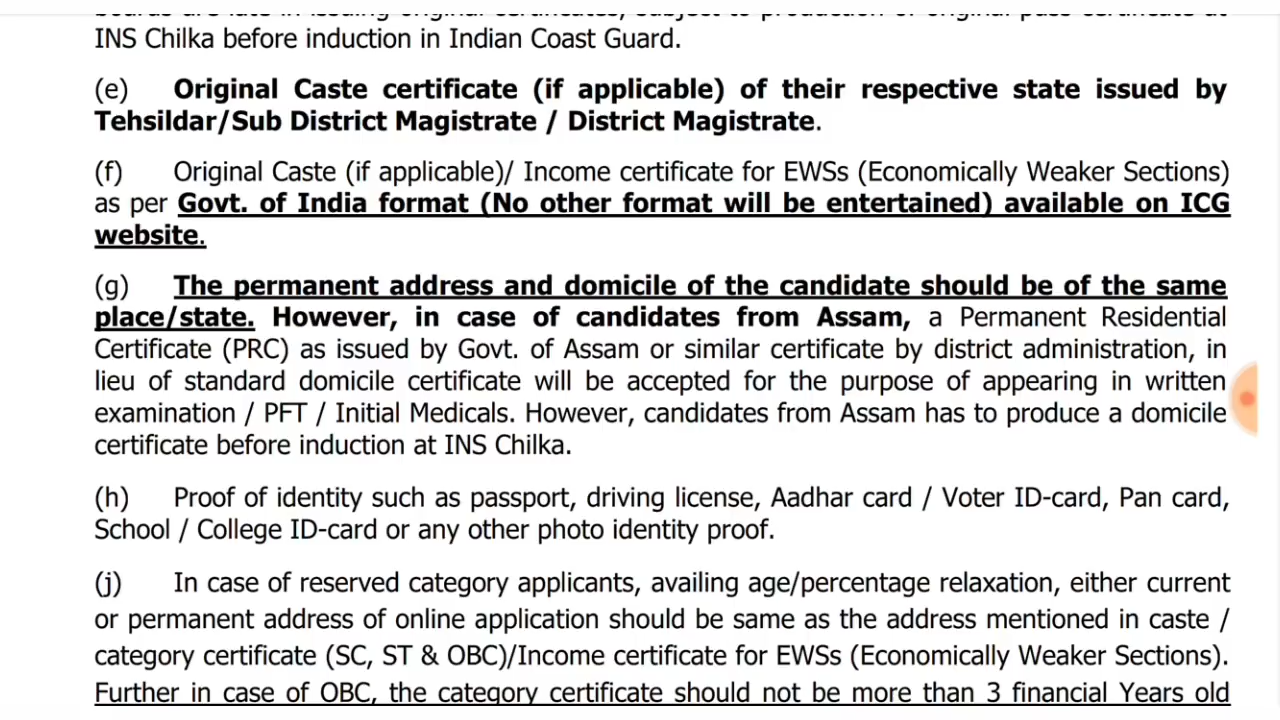 INS Chilka before induction in Indian Coast Guard.
(e) Original Caste certificate (if applicable) of their respective state issued by
Tehsildar/Sub District Magistrate / District Magistrate.
(f) Original Caste (if applicable)/ Income certificate for EWSs (Economically Weaker Sections)
as per Govt. of India format (No other format will be entertained) available on ICG
website.
(g) The permanent address and domicile of the candidate should be of the same
place/state. However, in case of candidates from Assam, a Permanent Residential
Certificate (PRC) as issued by Govt. of Assam or similar certificate by district administration, in
lieu of standard domicile certificate will be accepted for the purpose of appearing in written
examination / PFT / Initial Medicals. However, candidates from Assam has to produce a domicile
certificate before induction at INS Chilka.
(h) Proof of identity such as passport, driving license, Aadhar card / Voter ID-card, Pan card,
School / College ID-card or any other photo identity proof.
(j) In case of reserved category applicants, availing age/percentage relaxation, either current
or permanent address of online application should be same as the address mentioned in caste /
category certificate (SC, ST & OBC)/Income certificate for EWSs (Economically Weaker Sections).
Further in case of OBC, the category certificate should not be more than 3 financial Years old